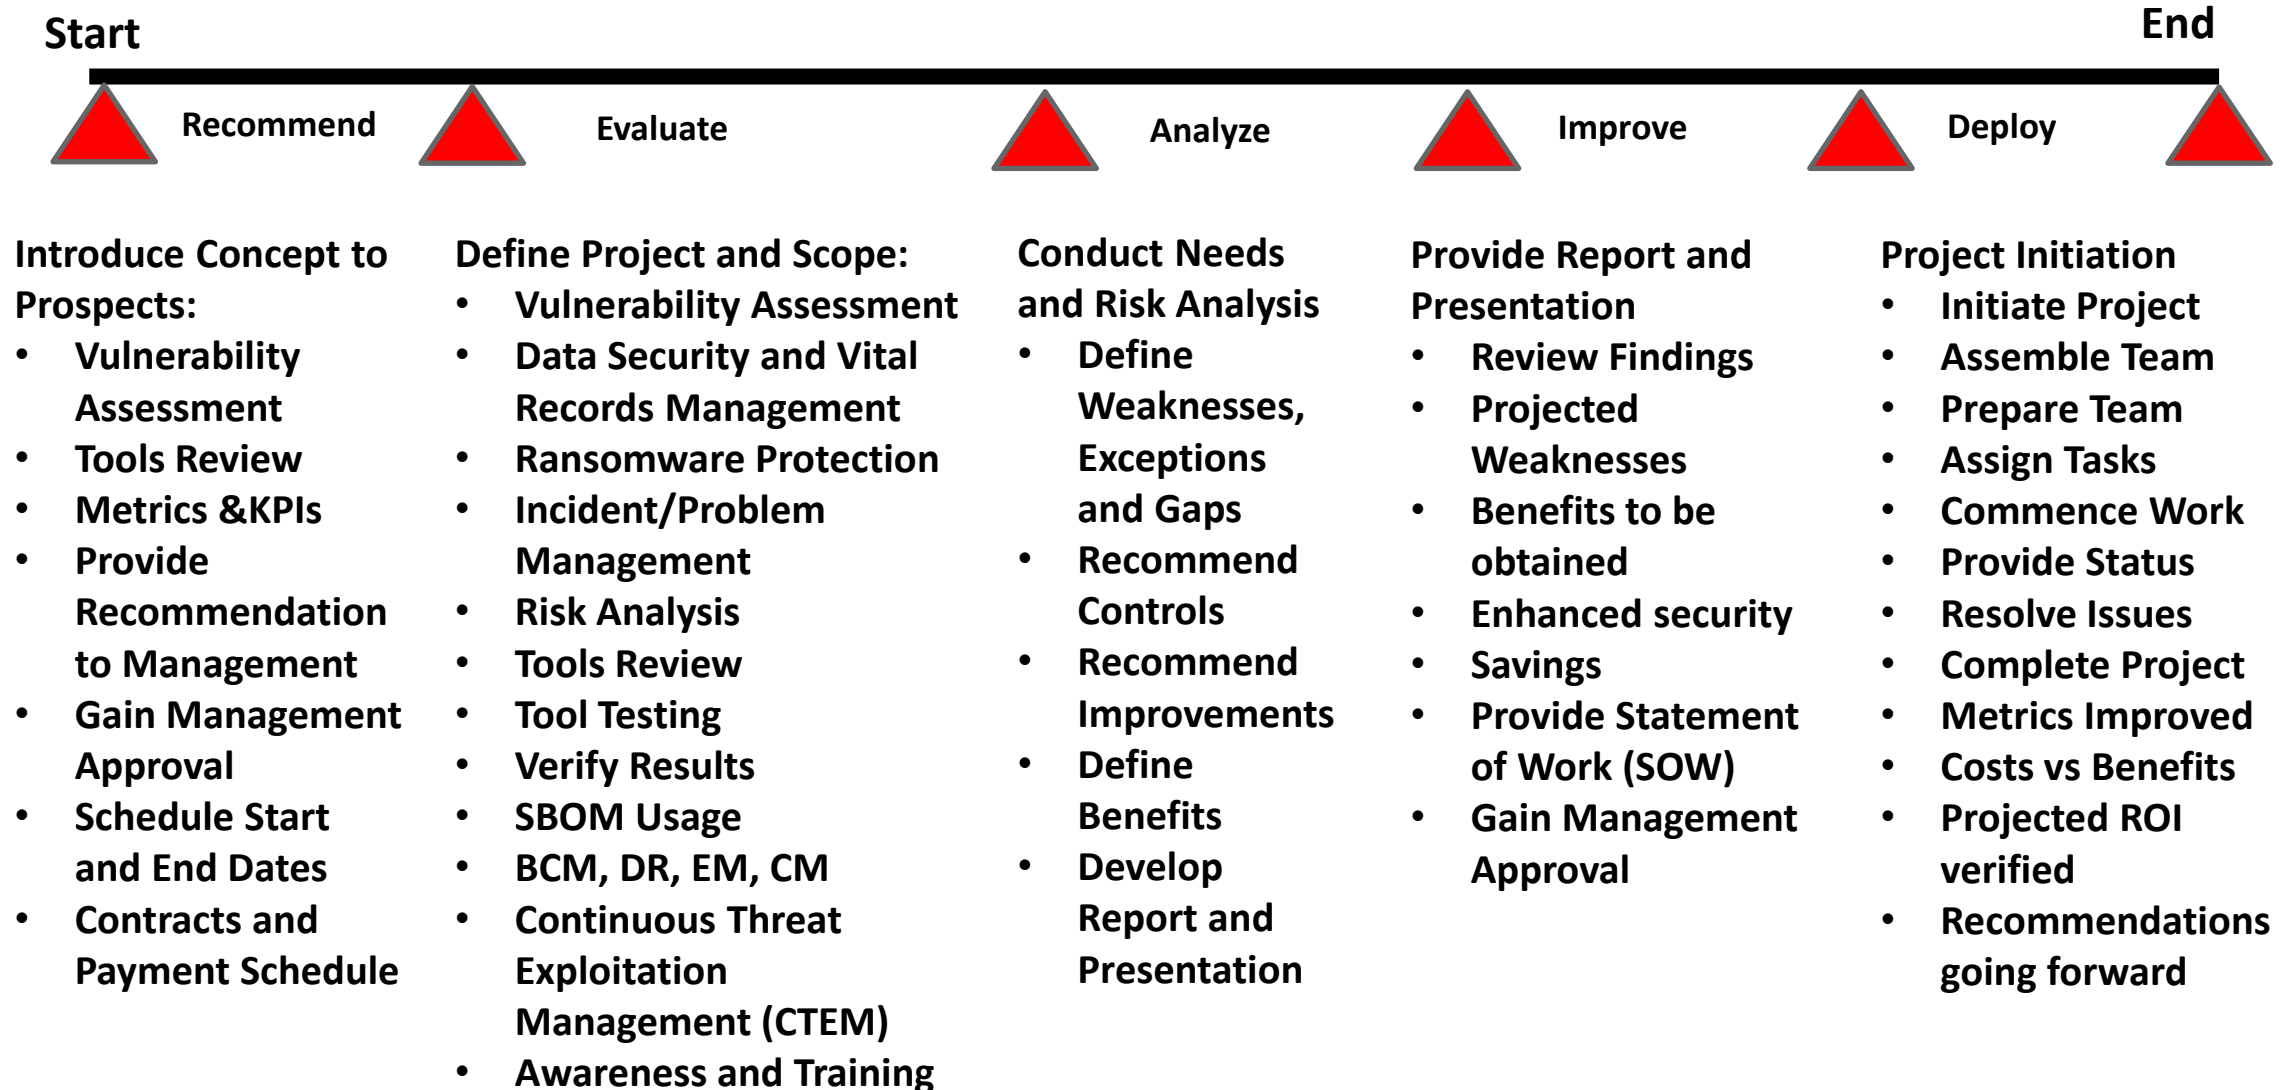 Start
End
Recommend
Evaluate
Analyze
Improve
Deploy
Introduce Concept to
Prospects:
• Vulnerability
Assessment
• Tools Review
• Metrics &KPIs
• Provide
Recommendation
to Management
• Gain Management
Approval
• Schedule Start
and End Dates
• Contracts and
Payment Schedule
Define Project and Scope:
• Vulnerability Assessment
• Data Security and Vital
Records Management
• Ransomware Protection
• Incident/Problem
Management
• Risk Analysis
• Tools Review
• Tool Testing
• Verify Results
• SBOM Usage
• BCM, DR, EM, CM
• Continuous Threat
Exploitation
Management (CTEM)
• Awareness and Training
Conduct Needs
and Risk Analysis
• Define
Weaknesses,
Exceptions
and Gaps
• Recommend
Controls
• Recommend
Improvements
• Define
Benefits
• Develop
Report and
Presentation
Provide Report and
Presentation
• Review Findings
• Projected
Weaknesses
• Benefits to be
obtained
• Enhanced security
• Savings
• Provide Statement
of Work (SOW)
• Gain Management
Approval
Project Initiation
• Initiate Project
• Assemble Team
• Prepare Team
• Assign Tasks
• Commence Work
• Provide Status
• Resolve Issues
• Complete Project
• Metrics Improved
• Costs vs Benefits
• Projected ROI
verified
• Recommendations
going forward